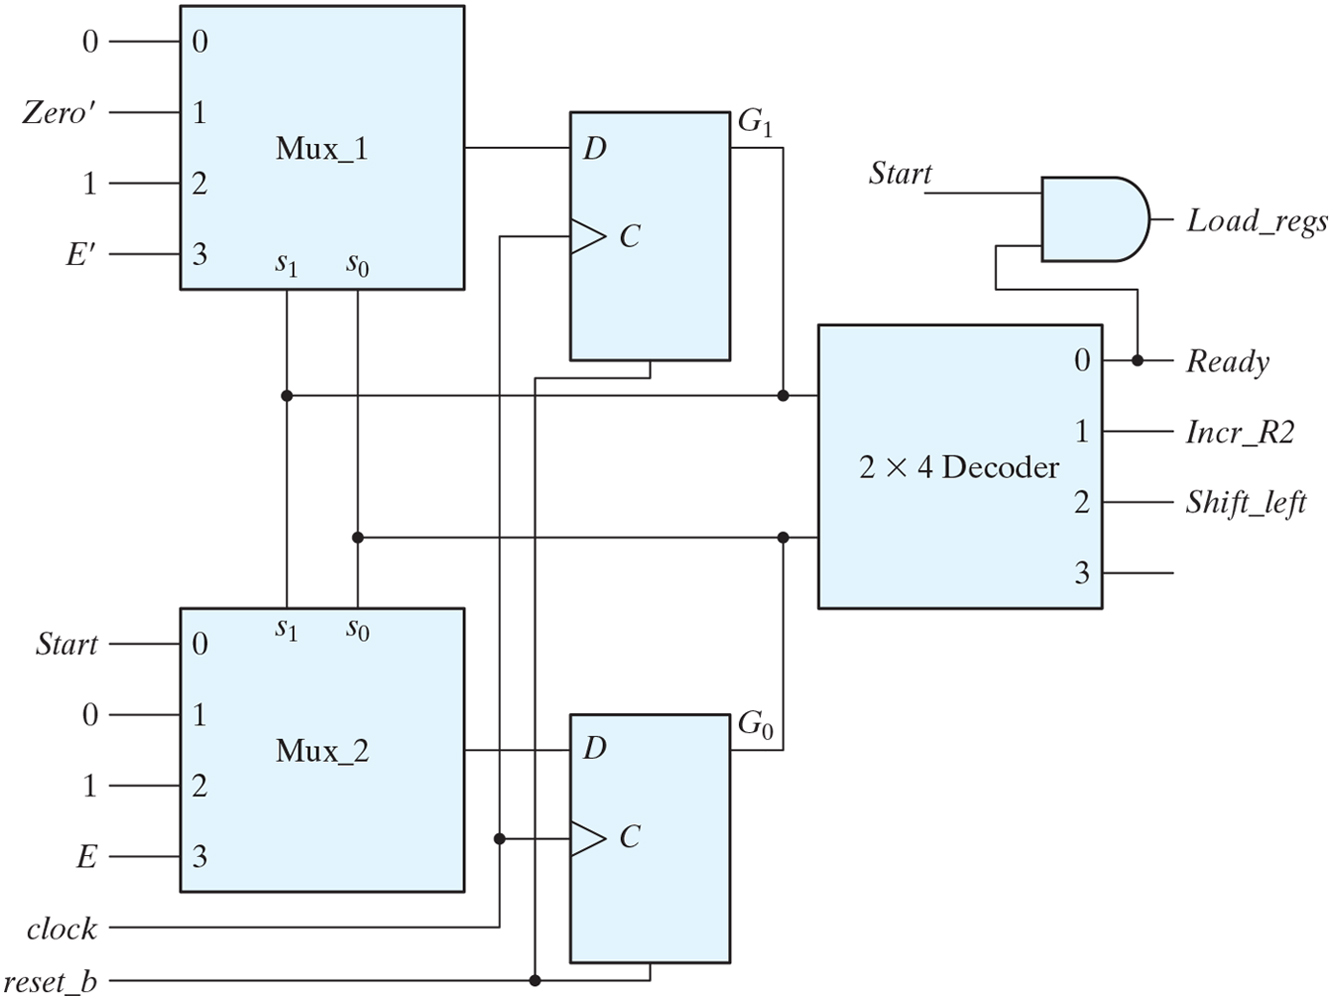 0
Zero′
1
E′
0
1
2
3
Mux_1
s1
s0
D
C
G1
Start
Load_regs
2 × 4 Decoder
0
1
2
3
Ready
Incr_R2
Shift_left
Start
0
1
E
0
1
2
3
s1
s0
Mux_2
D
C
G0
clock
reset_b